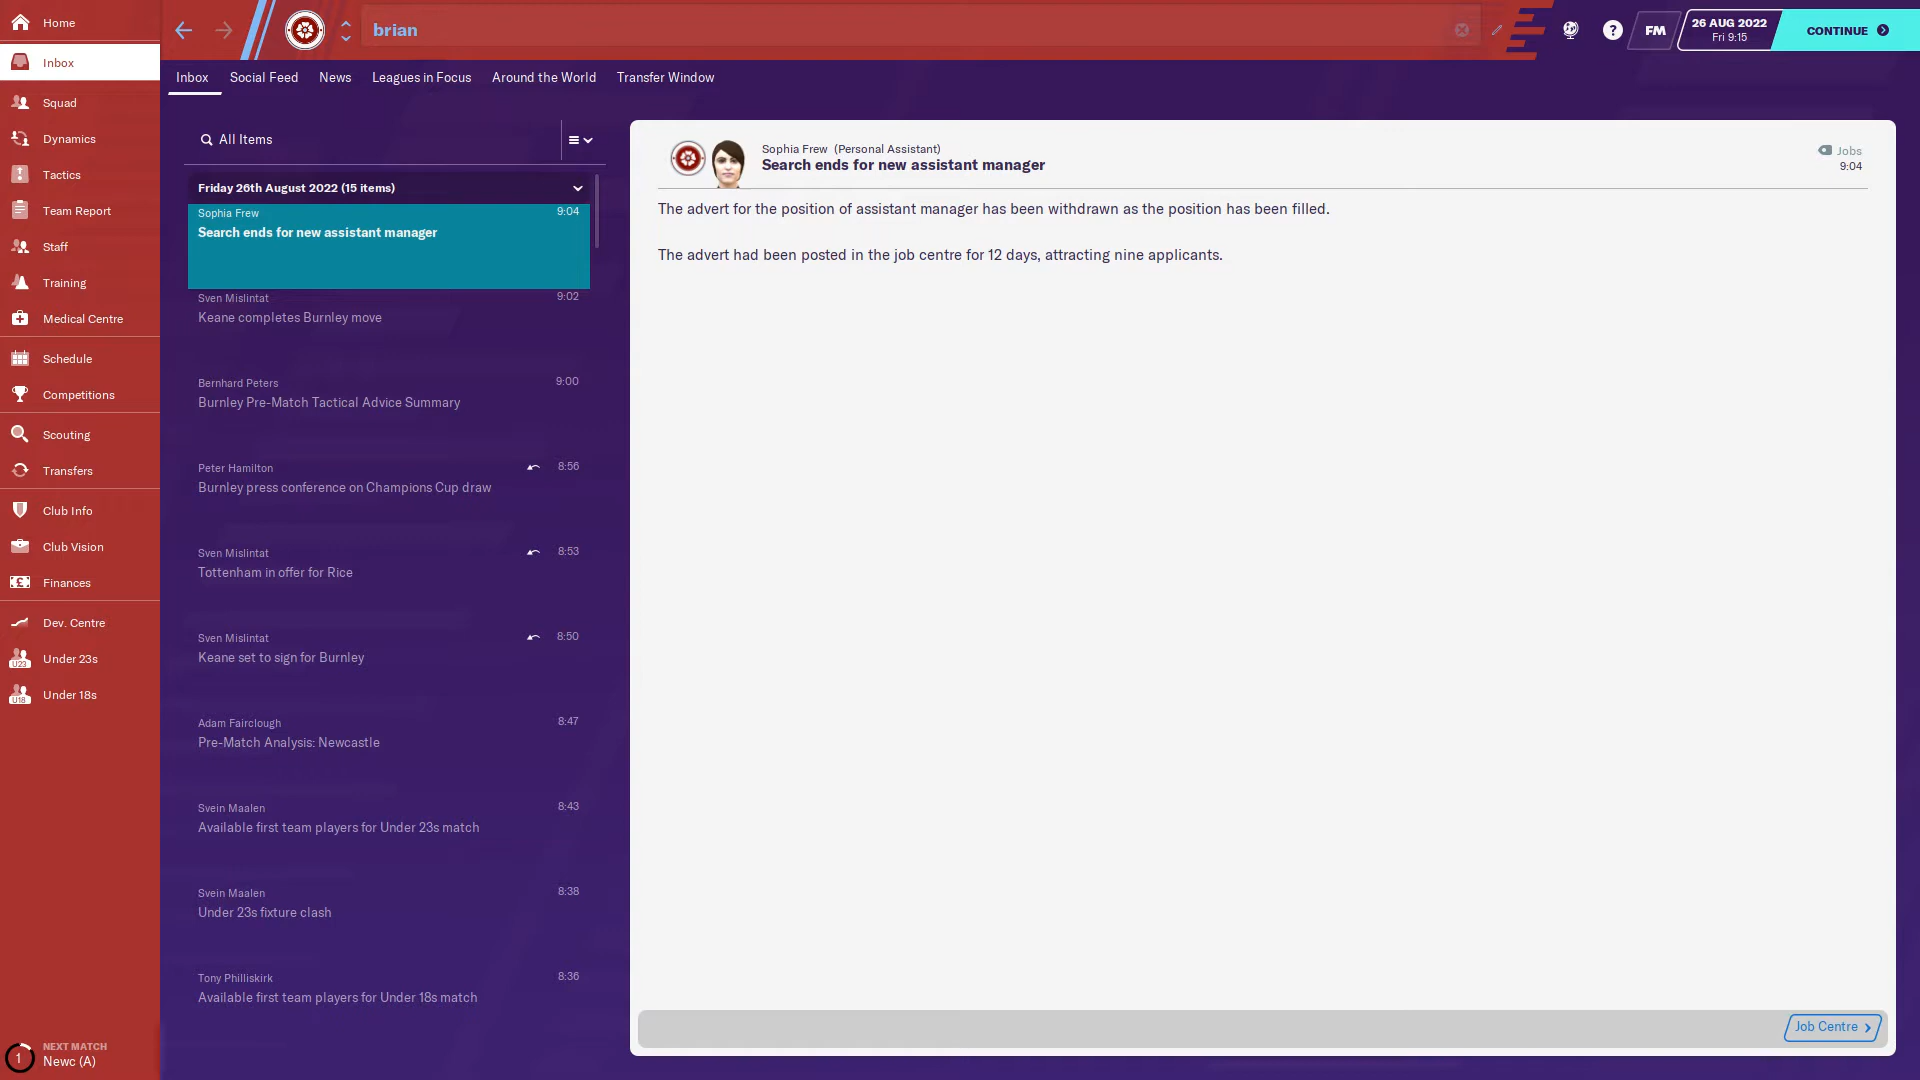 Home
Inbox
Squad
Dynamics
Tactics
Team Report
Staff
Training
Medical Centre
Schedule
Competitions
Scouting
Transfers
Club Info
Club Vision
Finances
Dev. Centre
U23
Under 23s
U18
Under 18s
1
NEXT MATCH
Newc (A)
brian
?
FM
26 AUG 2022
Fri 9:15
CONTINUE
Inbox
Social Feed
News
Leagues in Focus
Around the World
Transfer Window
All Items
Friday 26th August 2022 (15 items)
Sophia Frew 9:04
Search ends for new assistant manager
Sven Mislintat 9:02
Keane completes Burnley move
Bernhard Peters 9:00
Burnley Pre-Match Tactical Advice Summary
Peter Hamilton 8:56
Burnley press conference on Champions Cup draw
Sven Mislintat 8:53
Tottenham in offer for Rice
Sven Mislintat 8:50
Keane set to sign for Burnley
Adam Fairclough 8:47
Pre-Match Analysis: Newcastle
Svein Maalen 8:43
Available first team players for Under 23s match
Svein Maalen 8:38
Under 23s fixture clash
Tony Philliskirk 8:36
Available first team players for Under 18s match
Sophia Frew (Personal Assistant)
Search ends for new assistant manager
Jobs
9:04
The advert for the position of assistant manager has been withdrawn as the position has been filled.
The advert had been posted in the job centre for 12 days, attracting nine applicants.
Job Centre